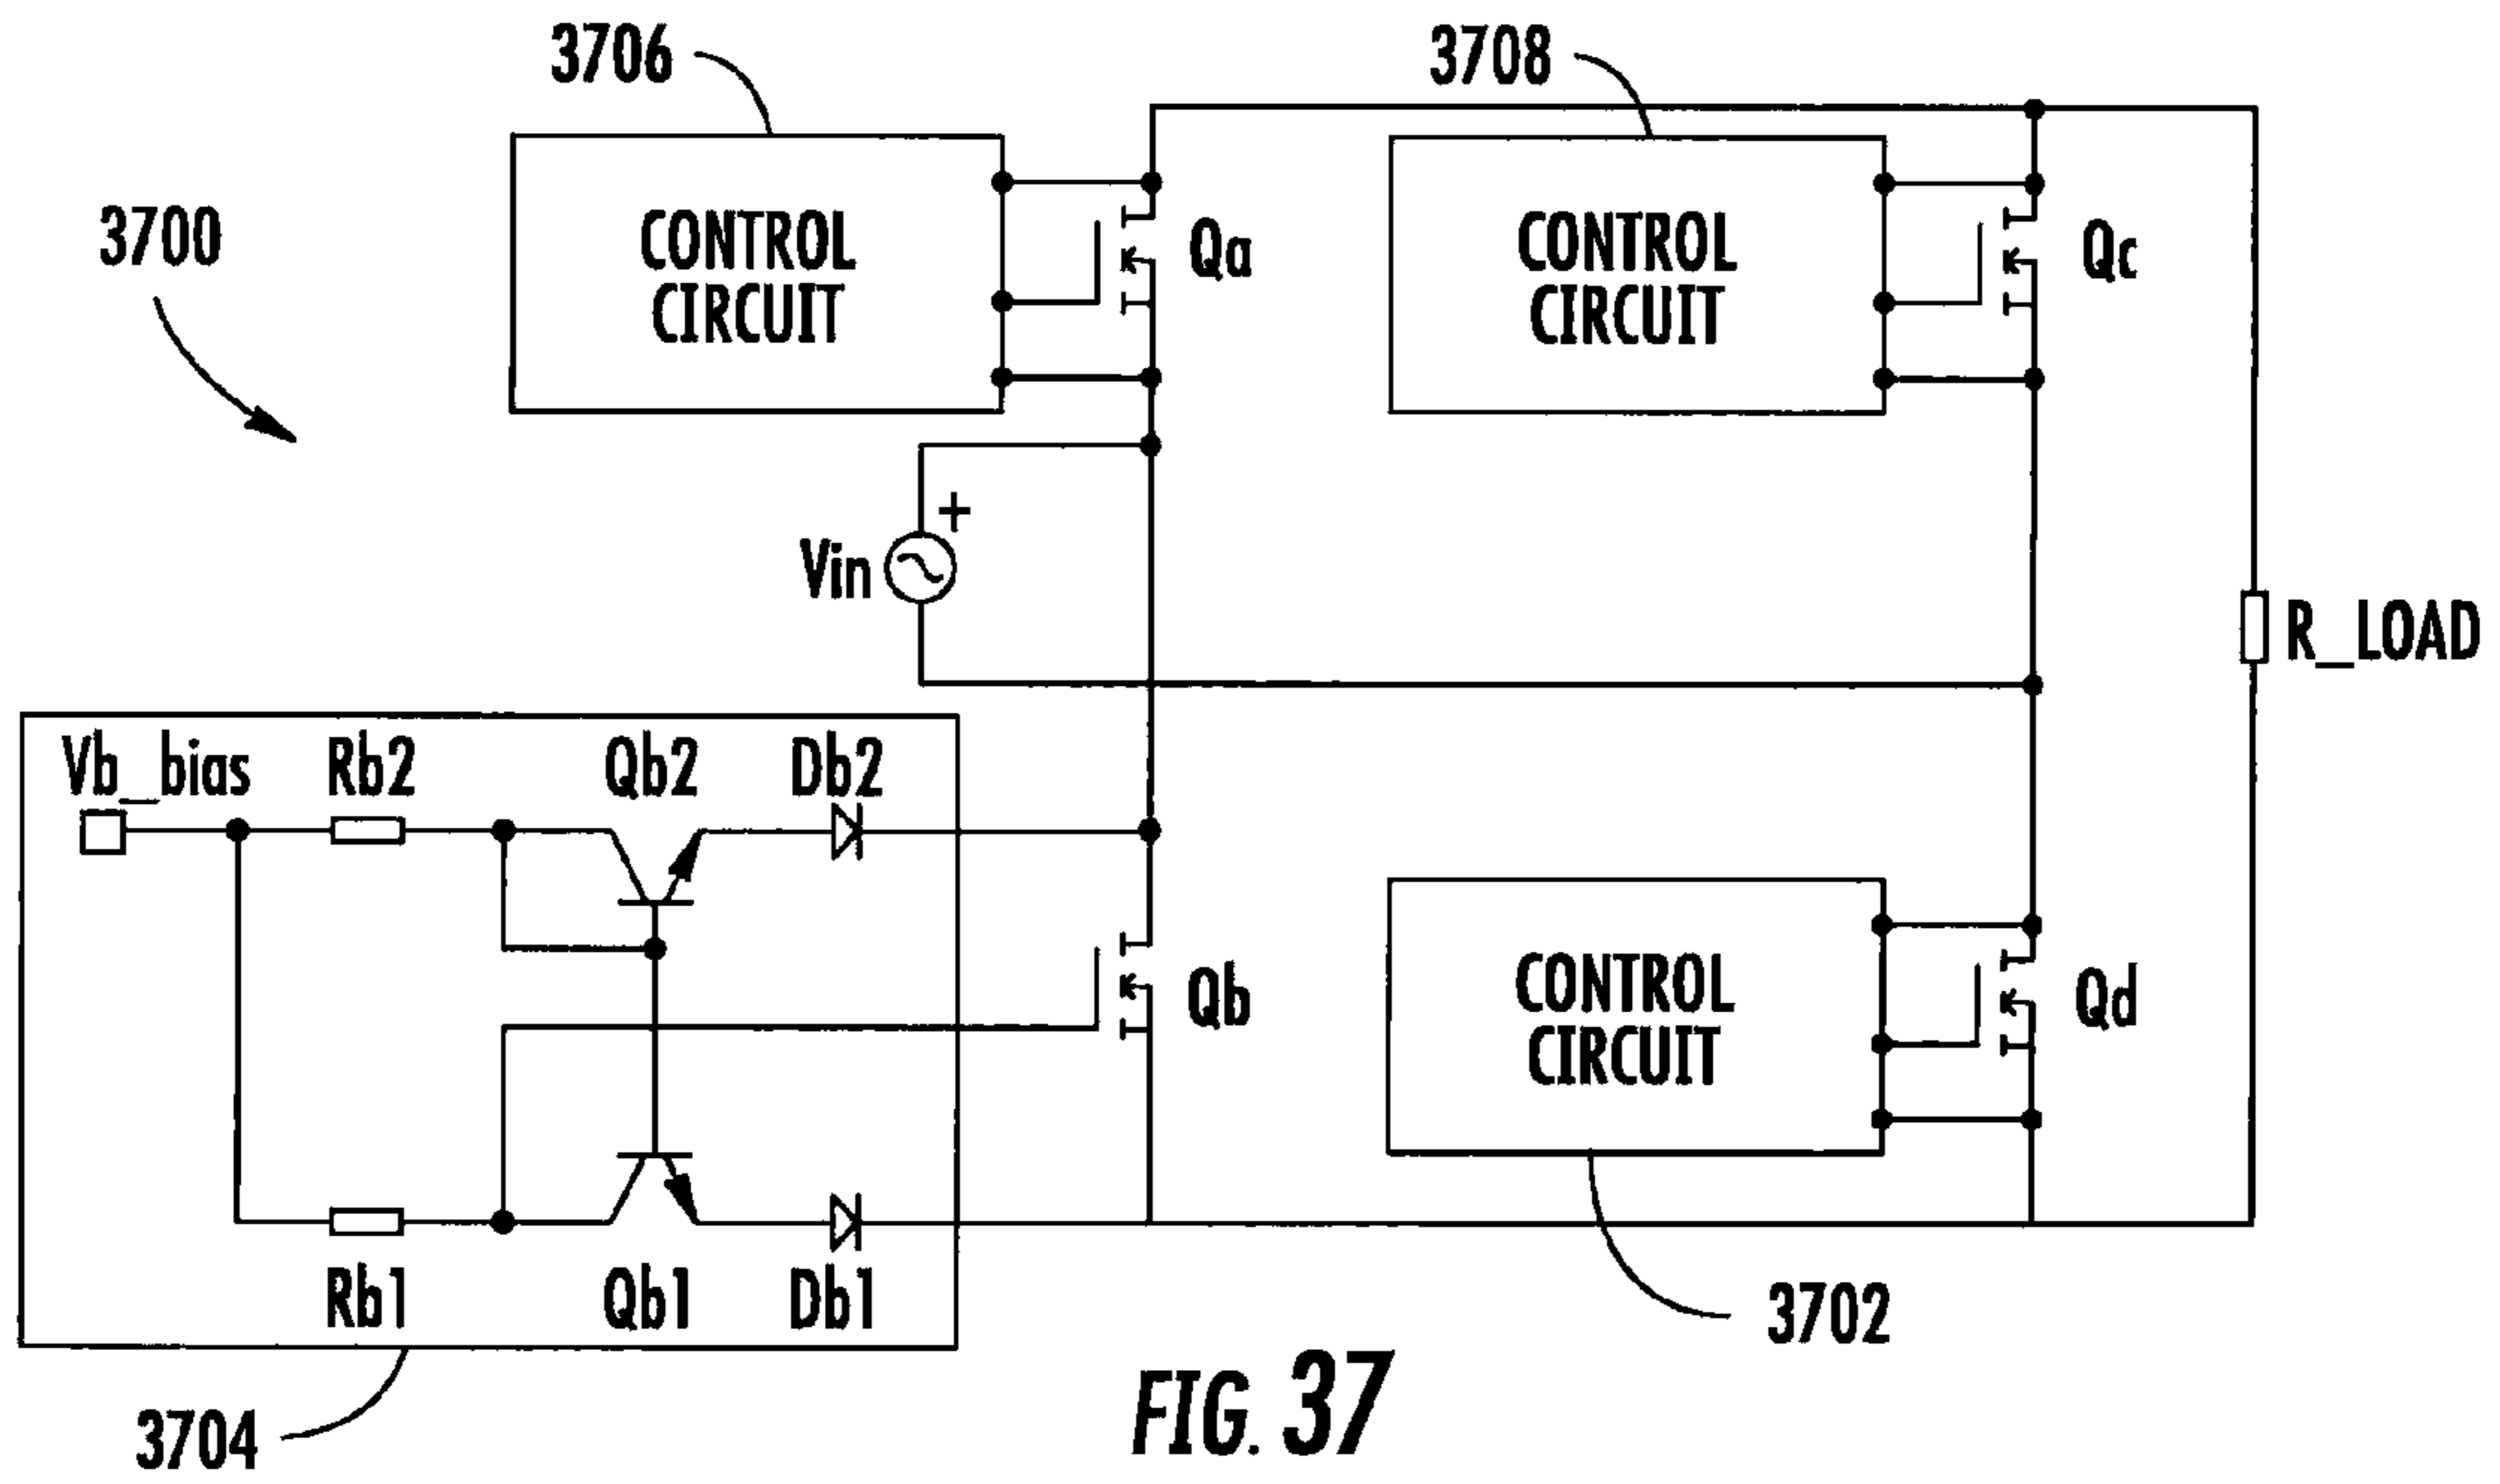 3706
3708
3700
CONTROL
CIRCUIT
Qa
CONTROL
CIRCUIT
Qc
+
Vin
R_LOAD
Vb_bias
Rb2
Qb2
Db2
Qb
CONTROL
CIRCUIT
Qd
Rb1
Qb1
Db1
3702
3704
FIG. 37